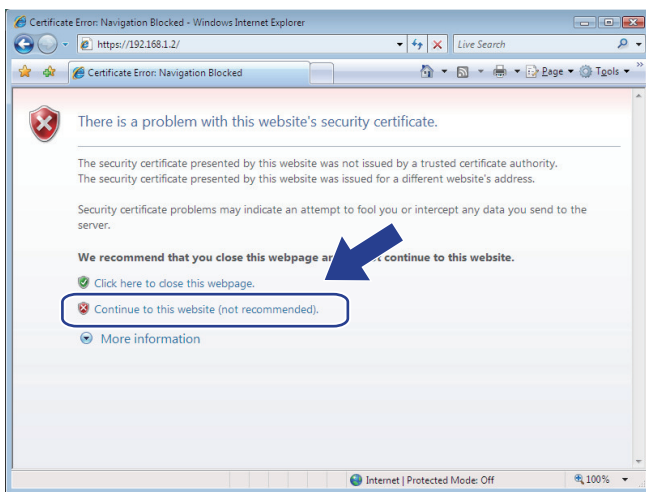 Certificate Error: Navigation Blocked - Windows Internet Explorer
https://192.168.1.2/
Live Search
Certificate Error: Navigation Blocked
Page
Tools
There is a problem with this website's security certificate.
The security certificate presented by this website was not issued by a trusted certificate authority.
The security certificate presented by this website was issued for a different website's address.
Security certificate problems may indicate an attempt to fool you or intercept any data you send to the
server.
We recommend that you close this webpage continue to this website.
Click here to close this webpage.
Continue to this website (not recommended).
More information
Internet | Protected Mode: Off
100%